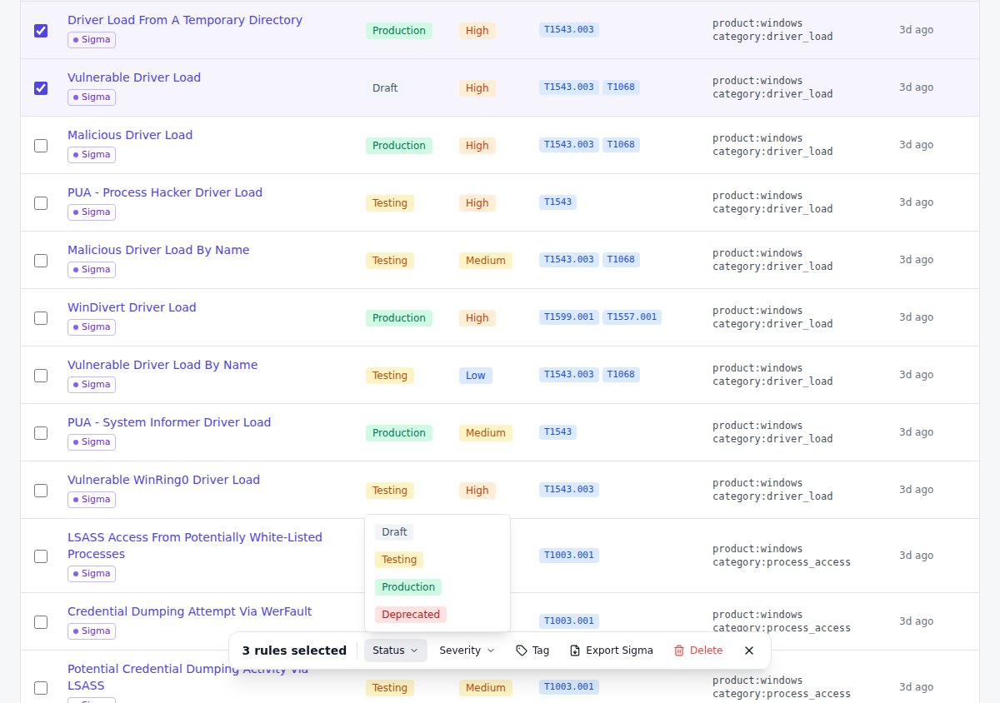 Driver Load From A Temporary Directory
Sigma
Production
High
T1543.003
product:windows
category:driver_load
3d ago
Vulnerable Driver Load
Sigma
Draft
High
T1543.003 T1068
product:windows
category:driver_load
3d ago
Malicious Driver Load
Sigma
Production
High
T1543.003 T1068
product:windows
category:driver_load
3d ago
PUA - Process Hacker Driver Load
Sigma
Testing
High
T1543
product:windows
category:driver_load
3d ago
Malicious Driver Load By Name
Sigma
Testing
Medium
T1543.003 T1068
product:windows
category:driver_load
3d ago
WinDivert Driver Load
Sigma
Production
High
T1599.001 T1557.001
product:windows
category:driver_load
3d ago
Vulnerable Driver Load By Name
Sigma
Testing
Low
T1543.003 T1068
product:windows
category:driver_load
3d ago
PUA - System Informer Driver Load
Sigma
Production
Medium
T1543
product:windows
category:driver_load
3d ago
Vulnerable WinRing0 Driver Load
Sigma
Testing
High
T1543.003
product:windows
category:driver_load
3d ago
LSASS Access From Potentially White-Listed
Processes
Sigma
T1003.001
product:windows
category:process_access
3d ago
Draft
Testing
Production
Deprecated
Credential Dumping Attempt Via WerFault
Sigma
T1003.001
product:windows
category:process_access
3d ago
3 rules selected
Status
Severity
Tag
Export Sigma
Delete
Potential Credential Dumping Activity Via
LSASS
Testing
Medium
T1003.001
product:windows
category:process_access
3d ago